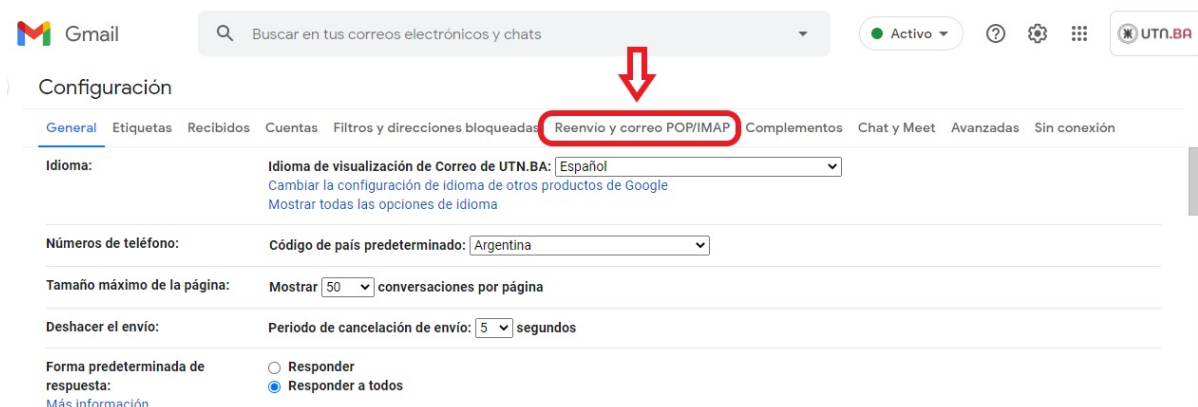 Gmail
Buscar en tus correos electrónicos y chats
Activo
UTN.BA
Configuración
General Etiquetas Recibidos Cuentas Filtros y direcciones bloqueadas Reenvío y correo POP/IMAP Complementos Chat y Meet Avanzadas Sin conexión
Idioma: Idioma de visualización de Correo de UTN.BA: Español
Cambiar la configuración de idioma de otros productos de Google
Mostrar todas las opciones de idioma
Números de teléfono: Código de país predeterminado: Argentina
Tamaño máximo de la página: Mostrar 50 conversaciones por página
Deshacer el envío: Periodo de cancelación de envío: 5 segundos
Forma predeterminada de Responder
respuesta: Responder a todos
Más información